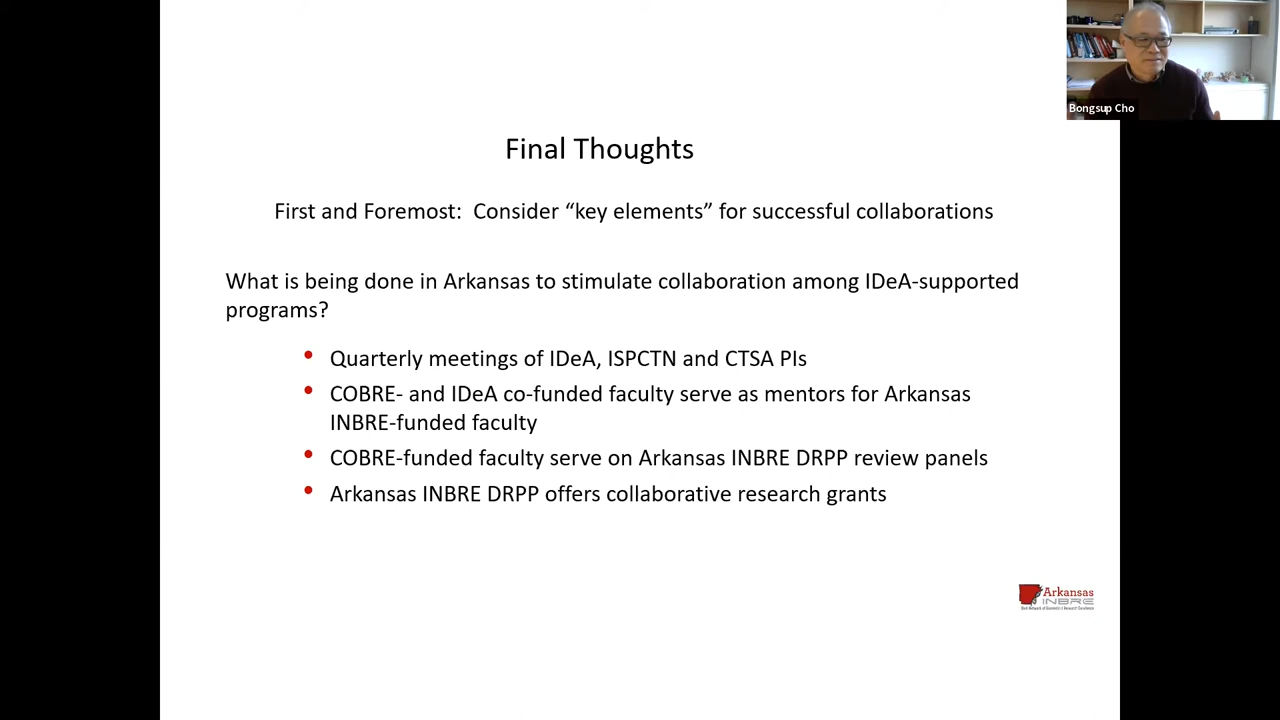 Bongsup Cho
Final Thoughts
First and Foremost:  Consider “key elements” for successful collaborations
What is being done in Arkansas to stimulate collaboration among IDeA-supported
programs?
• Quarterly meetings of IDeA, ISPCTN and CTSA PIs
• COBRE- and IDeA co-funded faculty serve as mentors for Arkansas
INBRE-funded faculty
• COBRE-funded faculty serve on Arkansas INBRE DRPP review panels
• Arkansas INBRE DRPP offers collaborative research grants
Arkansas
INBRE